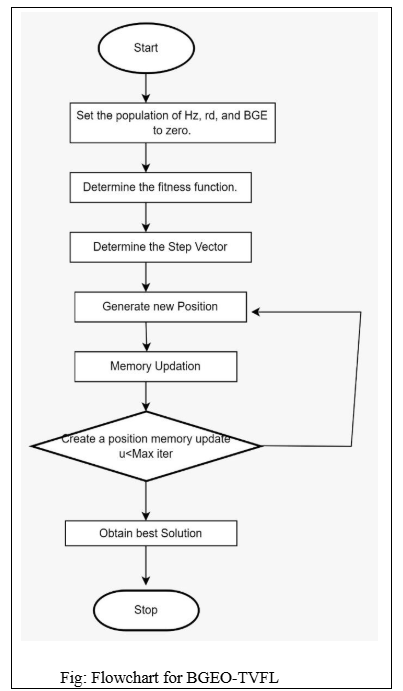 Start
Set the population of Hz, rd, and BGE
to zero.
Determine the fitness function.
Determine the Step Vector
Generate new Position
Memory Updation
Create a position memory update
u<Max iter
Obtain best Solution
Stop
Fig: Flowchart for BGEO-TVFL